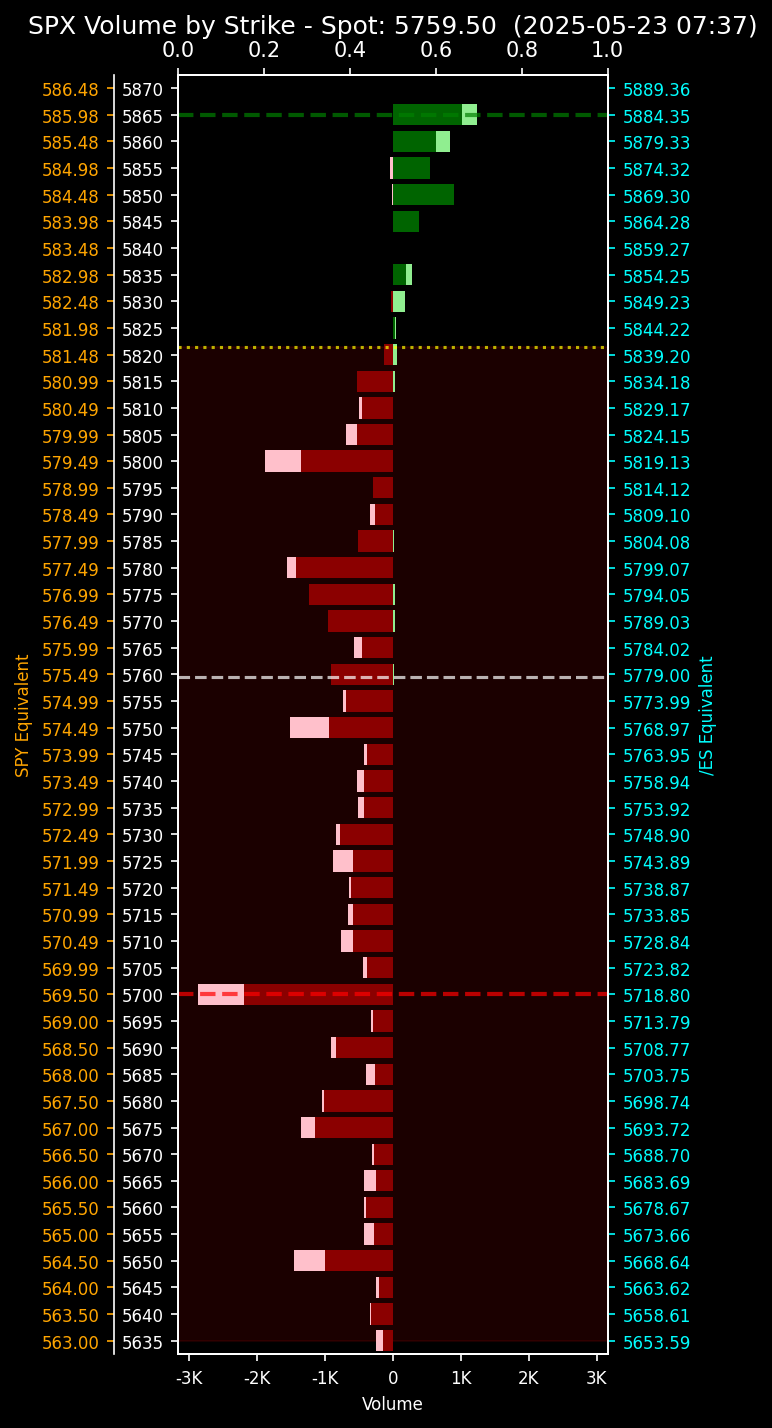 SPX Volume by Strike - Spot: 5759.50 (2025-05-23 07:37)
0.0 0.2 0.4 0.6 0.8 1.0
586.48 5870 5889.36
585.98 5865 5884.35
585.48 5860 5879.33
584.98 5855 5874.32
584.48 5850 5869.30
583.98 5845 5864.28
583.48 5840 5859.27
582.98 5835 5854.25
582.48 5830 5849.23
581.98 5825 5844.22
581.48 5820 5839.20
580.99 5815 5834.18
580.49 5810 5829.17
579.99 5805 5824.15
579.49 5800 5819.13
578.99 5795 5814.12
578.49 5790 5809.10
577.99 5785 5804.08
577.49 5780 5799.07
576.99 5775 5794.05
576.49 5770 5789.03
575.99 5765 5784.02
575.49 5760 5779.00
574.99 5755 5773.99
574.49 5750 5768.97
573.99 5745 5763.95
573.49 5740 5758.94
572.99 5735 5753.92
572.49 5730 5748.90
571.99 5725 5743.89
571.49 5720 5738.87
570.99 5715 5733.85
570.49 5710 5728.84
569.99 5705 5723.82
569.50 5700 5718.80
569.00 5695 5713.79
568.50 5690 5708.77
568.00 5685 5703.75
567.50 5680 5698.74
567.00 5675 5693.72
566.50 5670 5688.70
566.00 5665 5683.69
565.50 5660 5678.67
565.00 5655 5673.66
564.50 5650 5668.64
564.00 5645 5663.62
563.50 5640 5658.61
563.00 5635 5653.59
SPY Equivalent
/ES Equivalent
-3K -2K -1K 0 1K 2K 3K
Volume